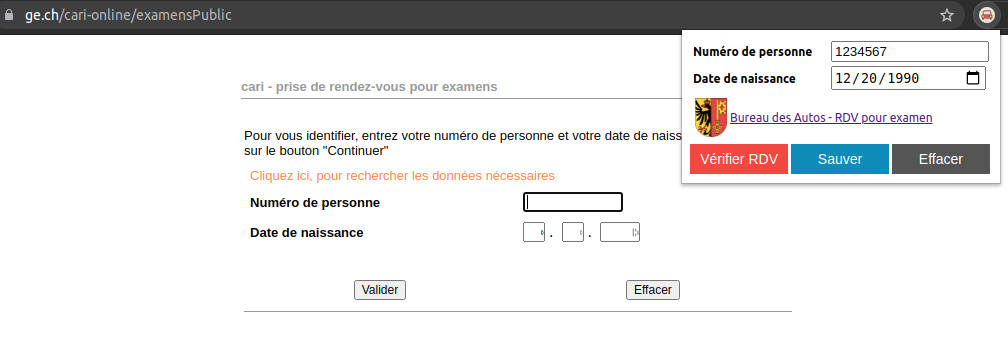 ge.ch/cari-online/examensPublic
Numéro de personne 1234567
Date de naissance 12/20/1990
Bureau des Autos - RDV pour examen
Vérifier RDV Sauver Effacer
cari - prise de rendez-vous pour examens
Pour vous identifier, entrez votre numéro de personne et votre date de naiss
sur le bouton "Continuer"
Cliquez ici, pour rechercher les données nécessaires
Numéro de personne
Date de naissance . .
Valider Effacer